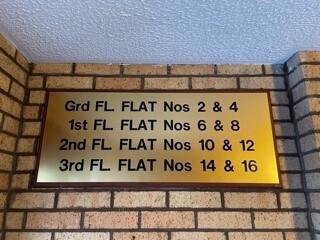 Grd FL. FLAT Nos 2 & 4
1st FL. FLAT Nos 6 & 8
2nd FL. FLAT Nos 10 & 12
3rd FL. FLAT Nos 14 & 16